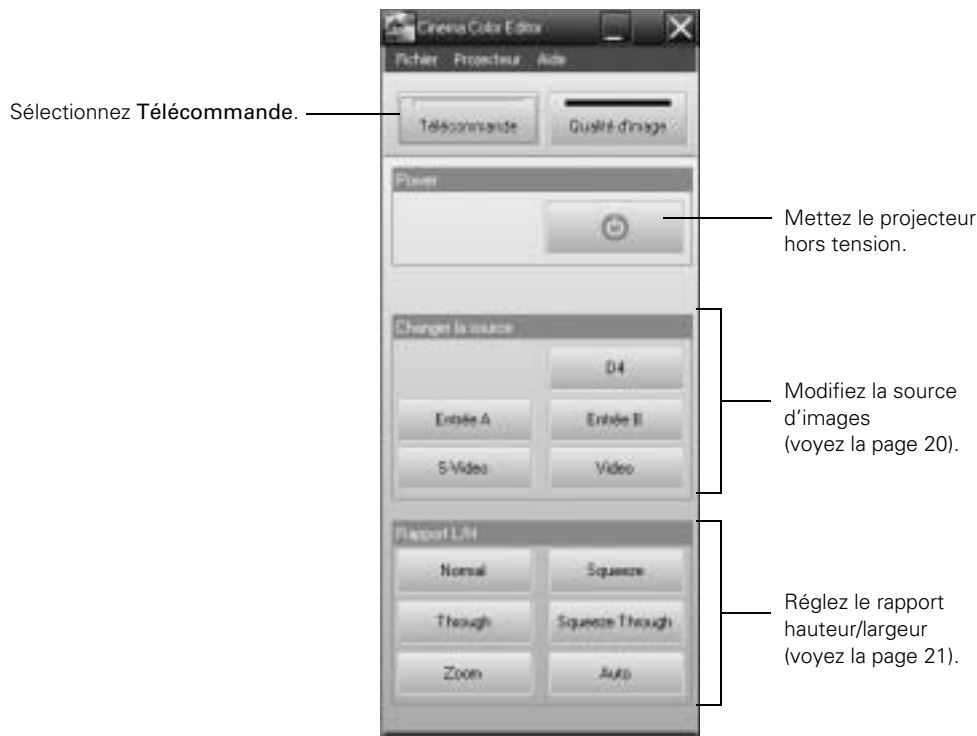 Cinema Color Editor
Fichier Projecteur Aide
Sélectionnez Télécommande.
Télécommande Qualité d'image
Power
Mettez le projecteur
hors tension.
Changer la source
D4
Entrée A Entrée B
S-Video Video
Modifiez la source
d'images
(voyez la page 20).
Rapport L/H
Normal Squeeze
Through Squeeze Through
Zoom Auto
Réglez le rapport
hauteur/largeur
(voyez la page 21).